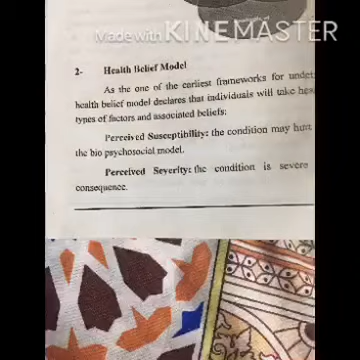 Made with KINEMASTER
2- Health Belief Model
As the one of the earliest frameworks for under
health belief model declares that individuals will take hea
types of factors and associated beliefs:
Perceived Susceptibility: the condition may hurt
the bio psychosocial model.
Perceived Severity: the condition is severe
consequence.